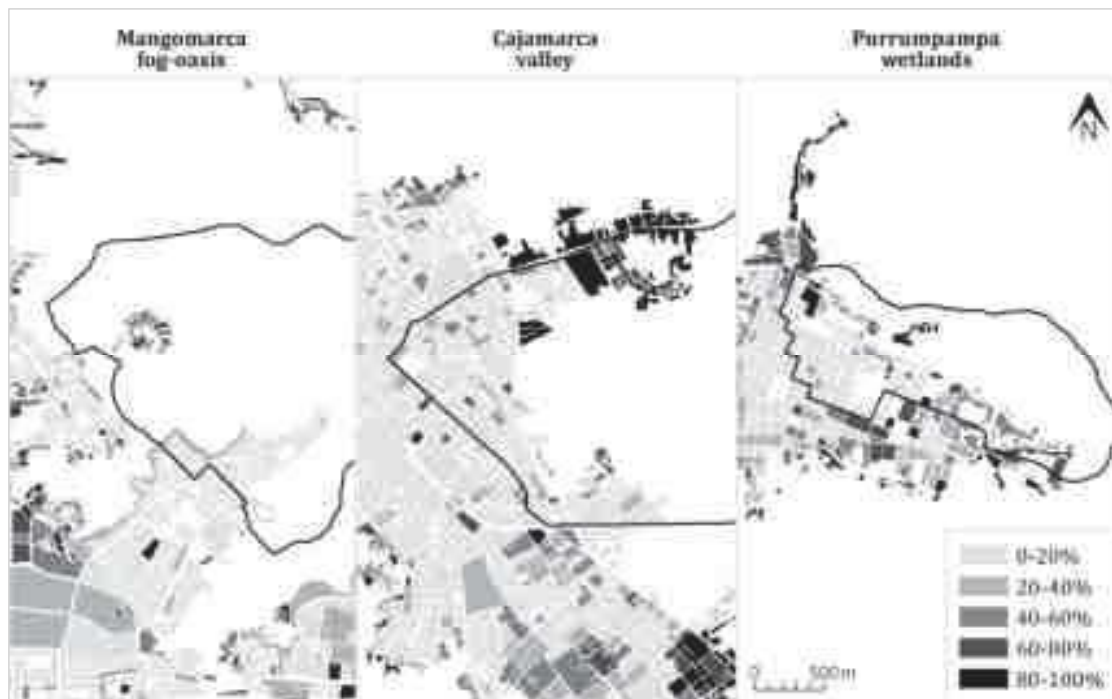 Mangomarca
fog-oasis
Cajamarca
valley
Purrumpampa
wetlands
N
0-20%
20-40%
40-60%
60-80%
80-100%
0 500m